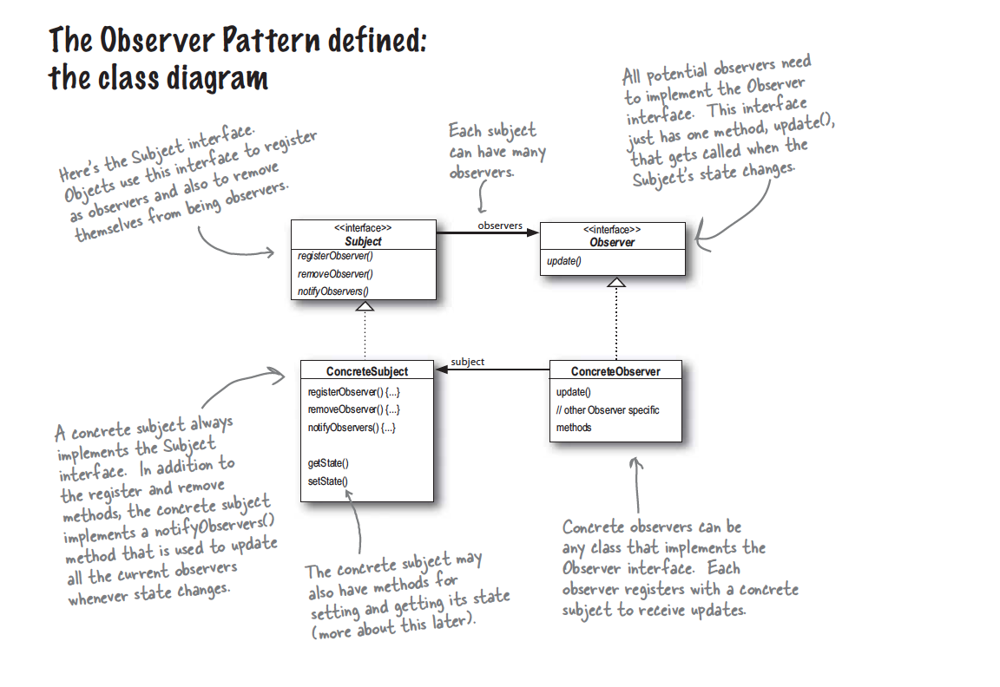 The Observer Pattern defined:
the class diagram
Here's the Subject interface.
Objects use this interface to register
as observers and also to remove
themselves from being observers.
Each subject
can have many
observers.
All potential observers need
to implement the Observer
interface. This interface
just has one method, update(),
that gets called when the
Subject's state changes.
<<interface>>
Subject
registerObserver()
removeObserver()
notifyObservers()
observers
<<interface>>
Observer
update()
ConcreteSubject
registerObserver() {...}
removeObserver() {...}
notifyObservers() {...}
getState()
setState()
subject
ConcreteObserver
update()
// other Observer specific
methods
A concrete subject always
implements the Subject
interface. In addition to
the register and remove
methods, the concrete subject
implements a notifyObservers()
method that is used to update
all the current observers
whenever state changes.
The concrete subject may
also have methods for
setting and getting its state
(more about this later).
Concrete observers can be
any class that implements the
Observer interface. Each
observer registers with a concrete
subject to receive updates.